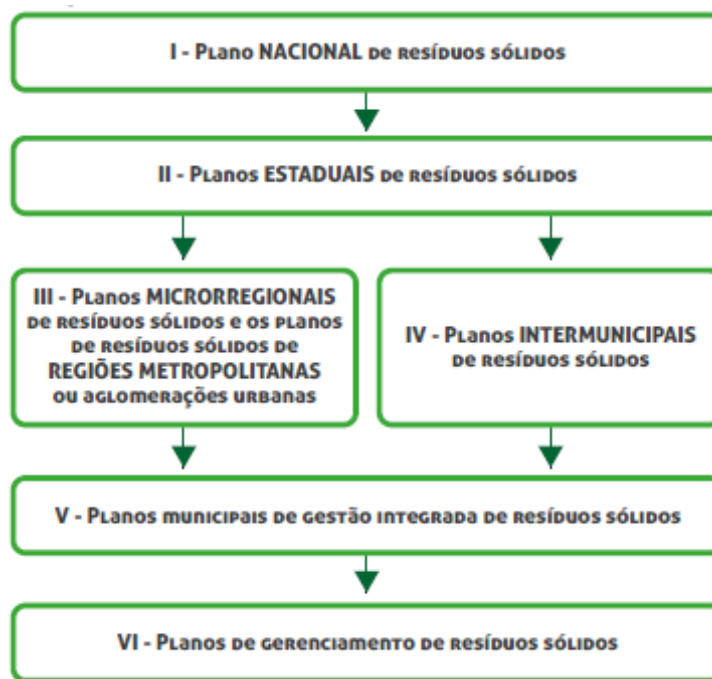 I - Plano NACIONAL de resíduos sólidos
II - Planos ESTADUAIS de resíduos sólidos
III - Planos MICRORREGIONAIS
de resíduos sólidos e os planos
de resíduos sólidos de
REGIÕES METROPOLITANAS
ou aglomerações urbanas
IV - Planos INTERMUNICIPAIS
de resíduos sólidos
V - Planos municipais de gestão integrada de resíduos sólidos
VI - Planos de gerenciamento de resíduos sólidos